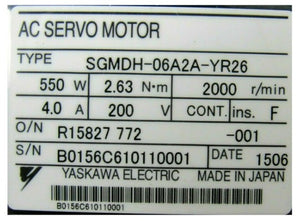 AC SERVO MOTOR
TYPE SGMDH-06A2A-YR26
550 W 2.63 N·m 2000 r/min
4.0 A 200 V CONT. ins. F
O/N R15827 772 -001
S/N B0156C610110001 DATE 1506
YASKAWA ELECTRIC MADE IN JAPAN
B0156C610110001